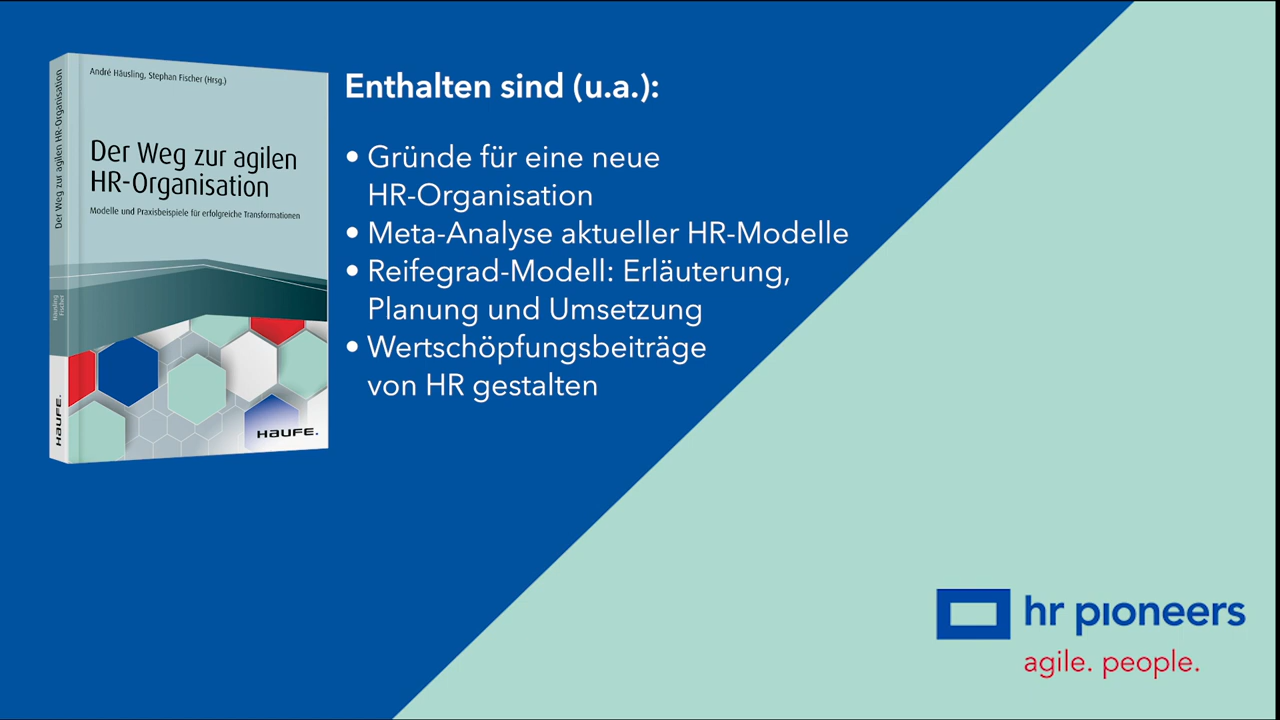 André Häusling, Stephan Fischer (Hrsg.)
Der Weg zur agilen
HR-Organisation
Modelle und Praxisbeispiele für erfolgreiche Transformationen
HAUFE.
Der Weg zur agilen HR-Organisation
Häusling
Fischer
HAUFE.
Enthalten sind (u.a.):
• Gründe für eine neue
HR-Organisation
• Meta-Analyse aktueller HR-Modelle
• Reifegrad-Modell: Erläuterung,
Planung und Umsetzung
• Wertschöpfungsbeiträge
von HR gestalten
hr pioneers
agile. people.